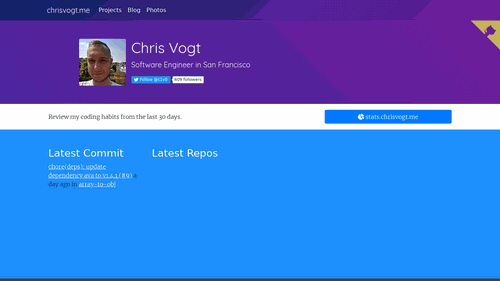 chrisvogt.me Projects Blog Photos
Chris Vogt
Software Engineer in San Francisco
Follow @c1v0 609 followers
Review my coding habits from the last 30 days.
stats.chrisvogt.me
Latest Commit
Latest Repos
chore(deps): update
dependency ava to v1.4.1 (#9) a
day ago in array-to-obj